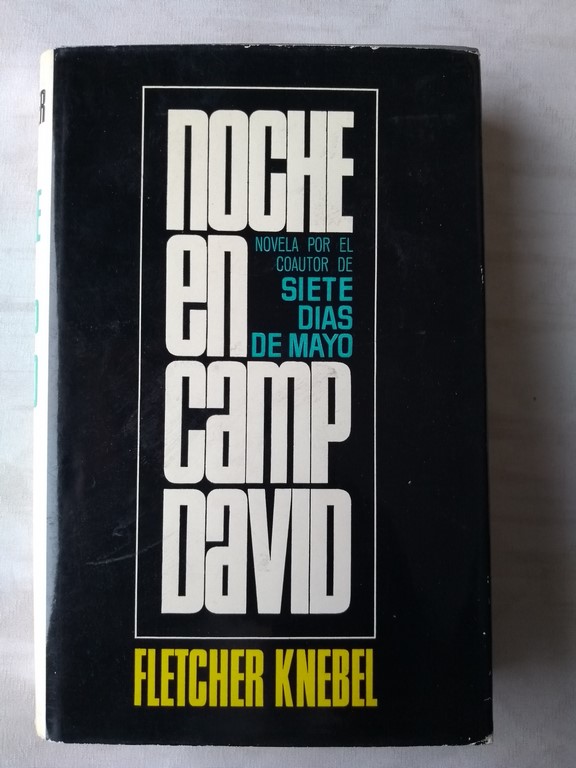 NOCHE
en
NOVELA POR EL
COAUTOR DE
SIETE
DIAS
DE MAYO
camp
David
FLETCHER KNEBEL